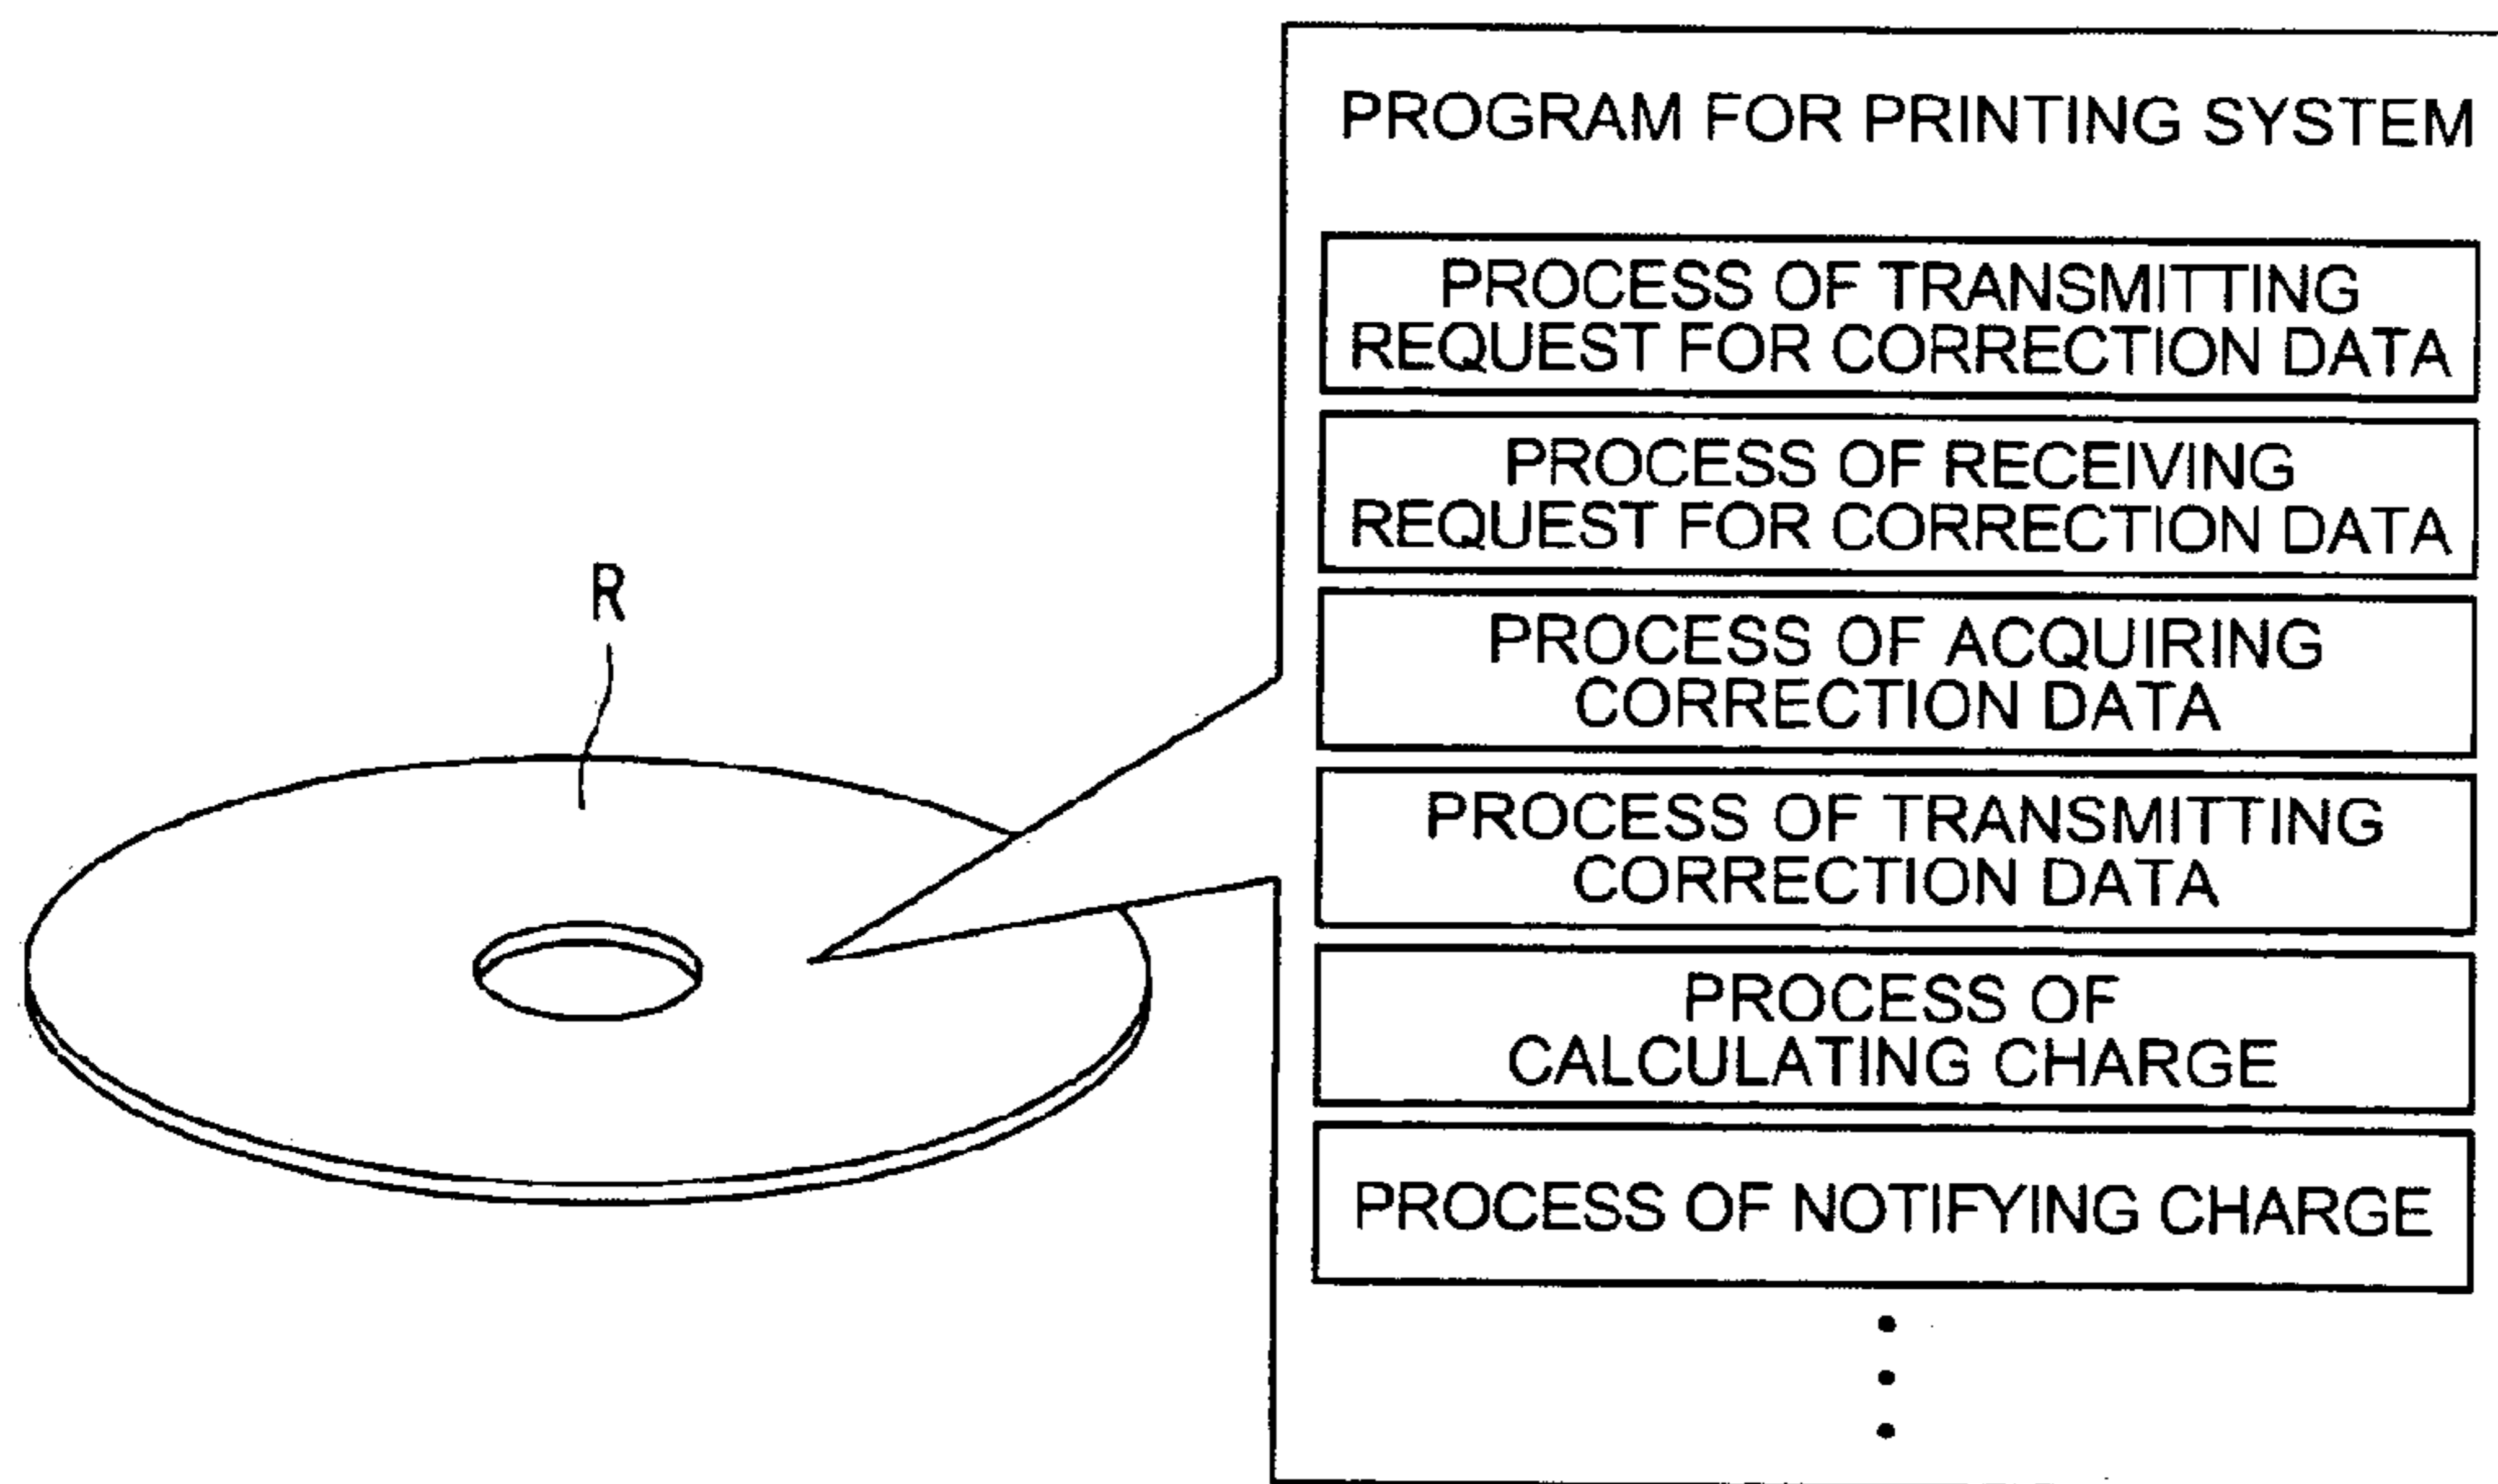 PROGRAM FOR PRINTING SYSTEM
PROCESS OF TRANSMITTING
REQUEST FOR CORRECTION DATA
PROCESS OF RECEIVING
REQUEST FOR CORRECTION DATA
R
PROCESS OF ACQUIRING
CORRECTION DATA
PROCESS OF TRANSMITTING
CORRECTION DATA
PROCESS OF
CALCULATING CHARGE
PROCESS OF NOTIFYING CHARGE